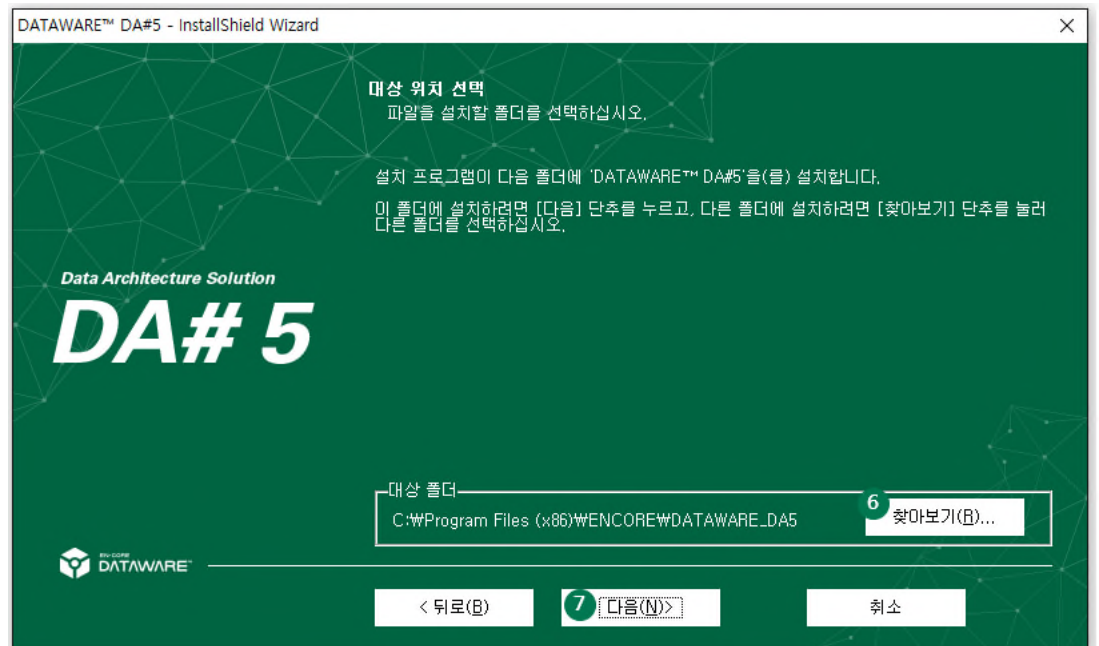 DATAWARE™ DA#5 - InstallShield Wizard
대상 위치 선택
파일을 설치할 폴더를 선택하십시오.
설치 프로그램이 다음 폴더에 'DATAWARE™ DA#5'을(를) 설치합니다.
이 폴더에 설치하려면 [다음] 단추를 누르고, 다른 폴더에 설치하려면 [찾아보기] 단추를 눌러
다른 폴더를 선택하십시오.
Data Architecture Solution
DA# 5
대상 폴더
C:₩Program Files (x86)₩ENCORE₩DATAWARE_DA5
6 찾아보기(R)...
EN-CORE
DATAWARE™
< 뒤로(B)
7 다음(N)>
취소